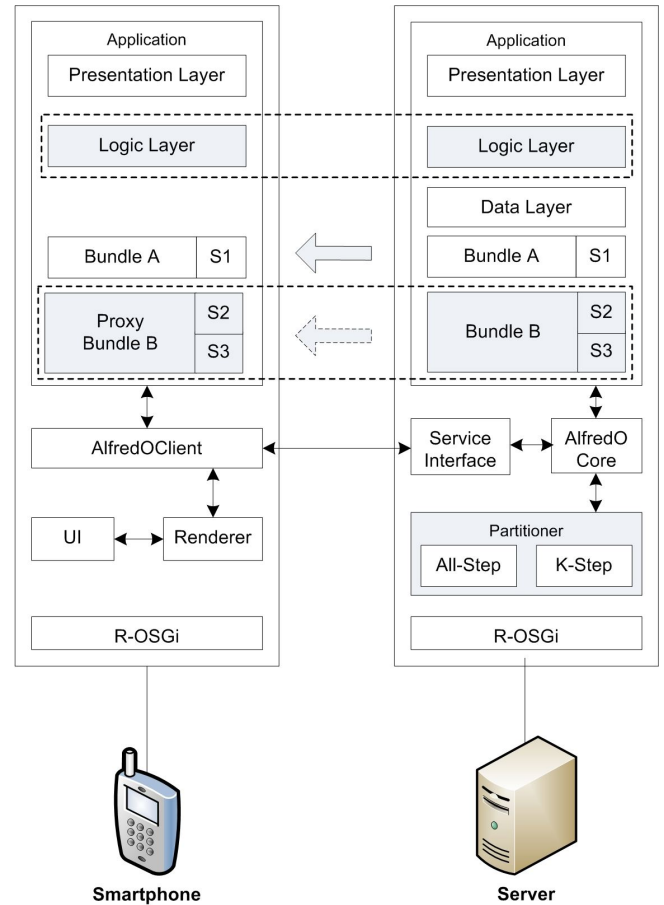 Application
Presentation Layer
Logic Layer
Bundle A
S1
Proxy
Bundle B
S2
S3
AlfredOClient
UI
Renderer
R-OSGi
Smartphone
Application
Presentation Layer
Logic Layer
Data Layer
Bundle A
S1
Bundle B
S2
S3
Service
Interface
AlfredO
Core
Partitioner
All-Step
K-Step
R-OSGi
Server